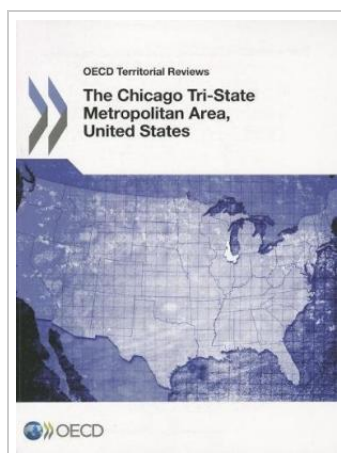 OECD Territorial Reviews
The Chicago Tri-State
Metropolitan Area,
United States
OECD